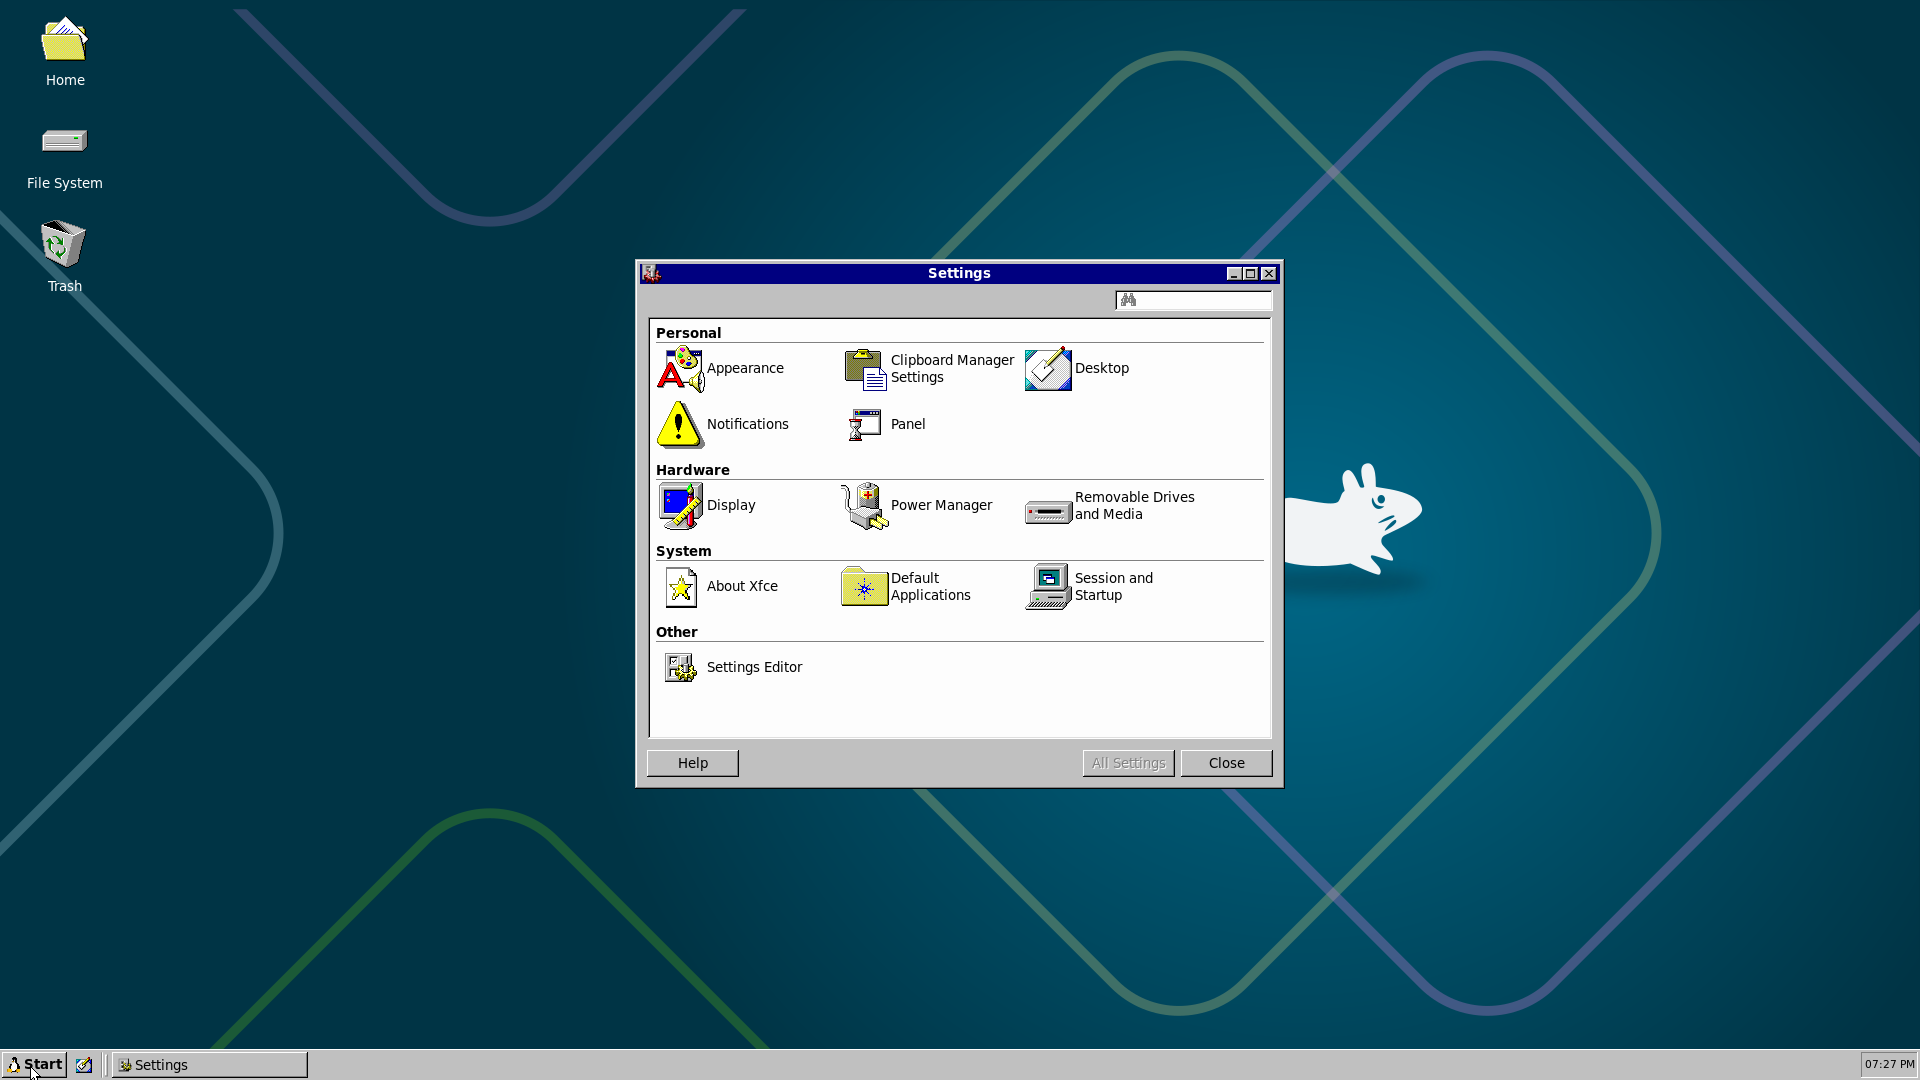 Home
File System
Trash
Settings
Personal
Appearance
Clipboard Manager
Settings
Desktop
Notifications
Panel
Hardware
Display
Power Manager
Removable Drives
and Media
System
About Xfce
Default
Applications
Session and
Startup
Other
Settings Editor
Help
All Settings
Close
Start
Settings
07:27 PM